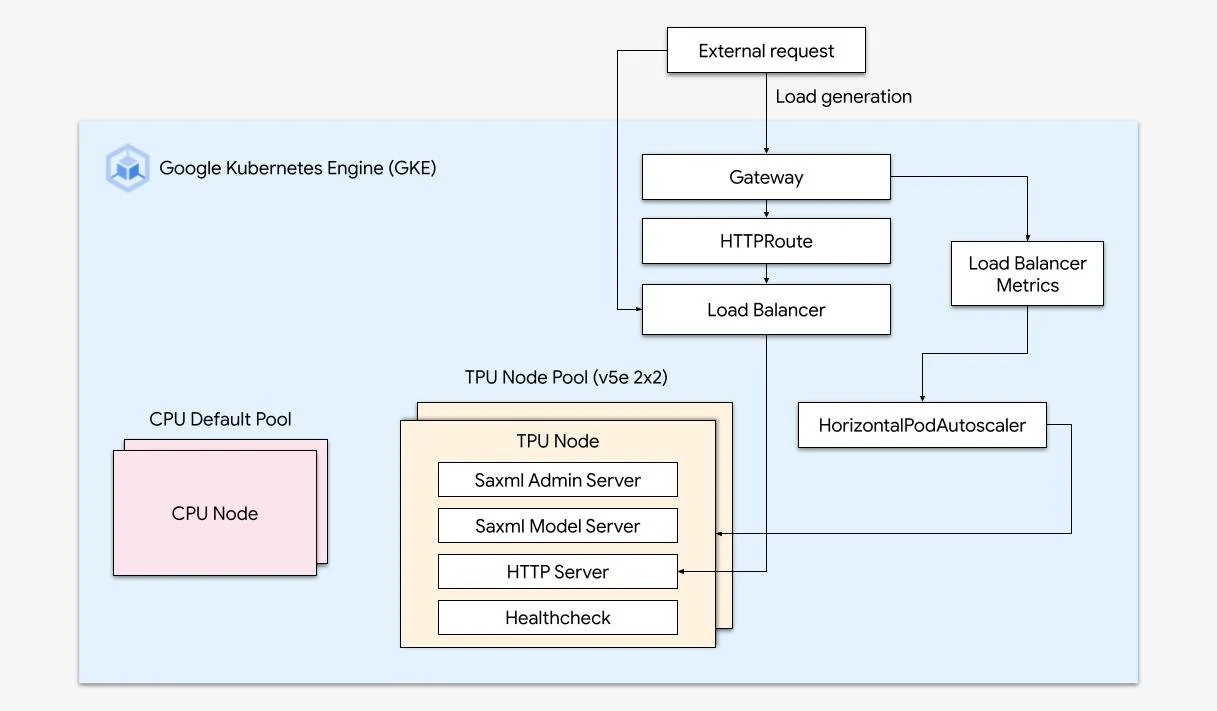 External request
Load generation
Google Kubernetes Engine (GKE)
Gateway
HTTPRoute
Load Balancer
Metrics
Load Balancer
TPU Node Pool (v5e 2x2)
CPU Default Pool
HorizontalPodAutoscaler
TPU Node
Saxml Admin Server
CPU Node
Saxml Model Server
HTTP Server
Healthcheck